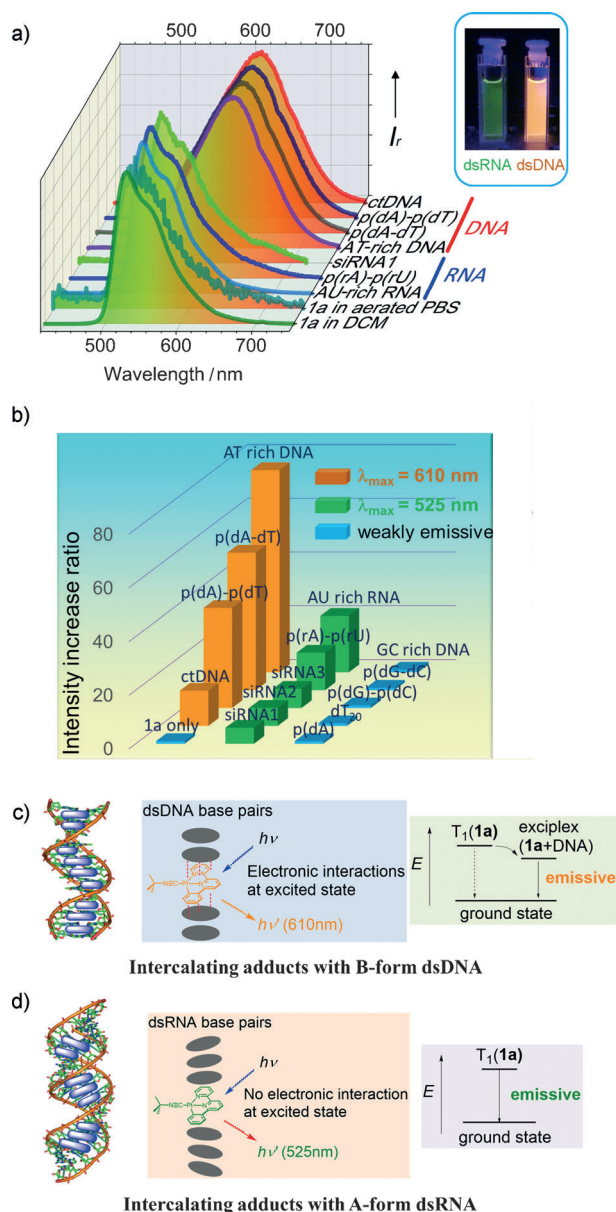 a)
500 600 700
I_r
dsRNA dsDNA
ctDNA
p(dA)-p(dT)
p(dA-dT)
AT-rich DNA
DNA
siRNA1
p(rA)-p(rU)
AU-rich RNA
RNA
1a in aerated PBS
1a in DCM
500 600 700
Wavelength / nm
b)
Intensity increase ratio
80
60
40
20
0
λmax = 610 nm
λmax = 525 nm
weakly emissive
AT rich DNA
p(dA-dT)
p(dA)-p(dT)
ctDNA
1a only
AU rich RNA
p(rA)-p(rU)
siRNA3
siRNA2
siRNA1
GC rich DNA
p(dG-dC)
p(dG)-p(dC)
dT20
p(dA)
c)
dsDNA base pairs
hν
N≡C-Pt-N
Electronic interactions
at excited state
hν' (610nm)
E
T1(1a)
exciplex
(1a+DNA)
emissive
ground state
Intercalating adducts with B-form dsDNA
d)
dsRNA base pairs
hν
N≡C-Pt-N
No electronic interaction
at excited state
hν' (525nm)
E
T1(1a)
emissive
ground state
Intercalating adducts with A-form dsRNA